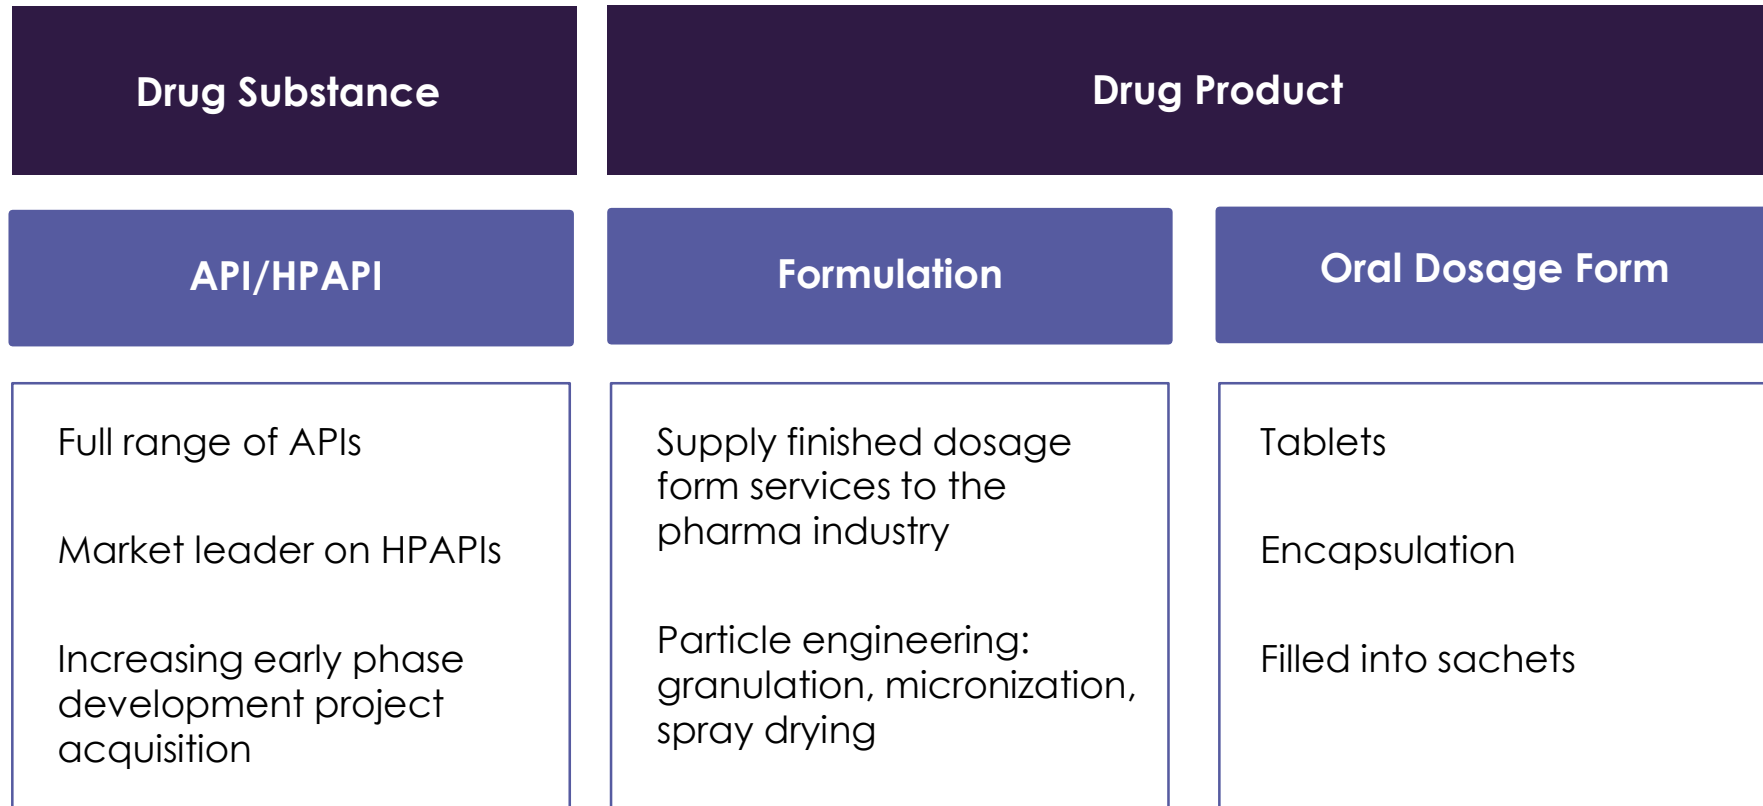 Drug Substance
Drug Product
API/HPAPI
Formulation
Oral Dosage Form
Full range of APIs
Market leader on HPAPIs
Increasing early phase
development project
acquisition
Supply finished dosage
form services to the
pharma industry
Particle engineering:
granulation, micronization,
spray drying
Tablets
Encapsulation
Filled into sachets